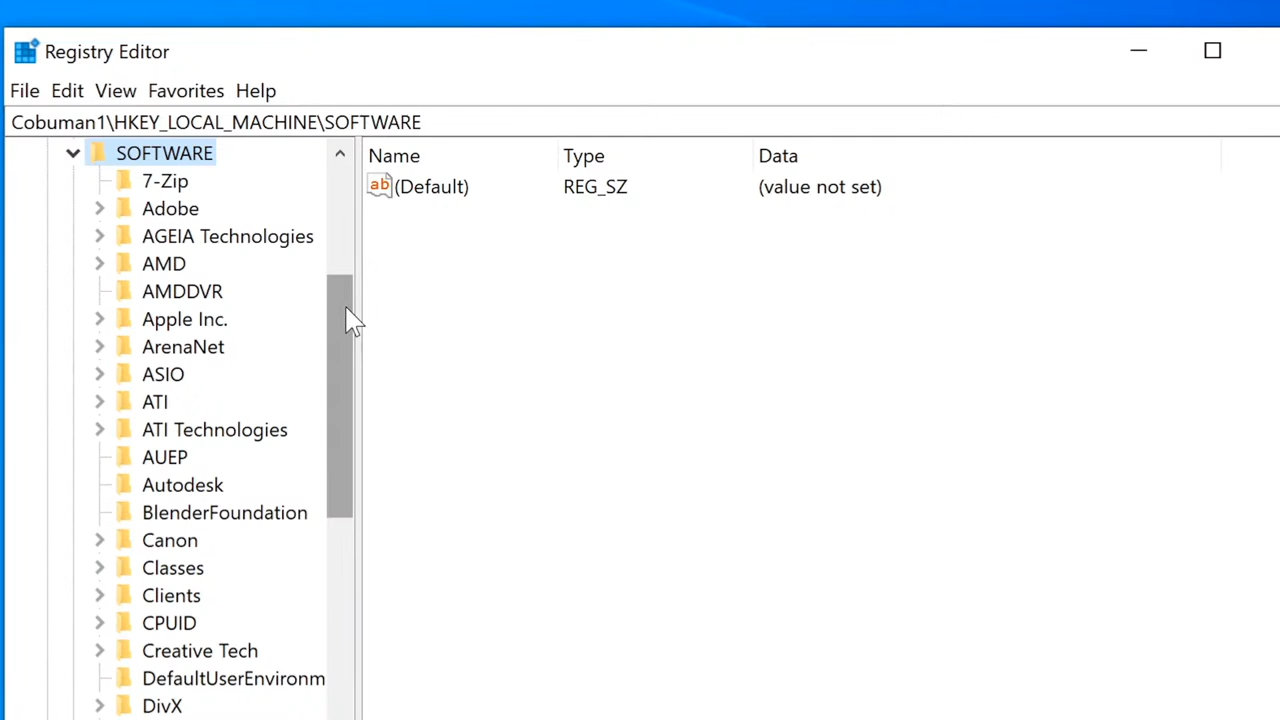 Registry Editor
File Edit View Favorites Help
Cobuman1\HKEY_LOCAL_MACHINE\SOFTWARE
SOFTWARE
7-Zip
Adobe
AGEIA Technologies
AMD
AMDDVR
Apple Inc.
ArenaNet
ASIO
ATI
ATI Technologies
AUEP
Autodesk
BlenderFoundation
Canon
Classes
Clients
CPUID
Creative Tech
DefaultUserEnvironm
DivX
Name Type Data
ab (Default) REG_SZ (value not set)